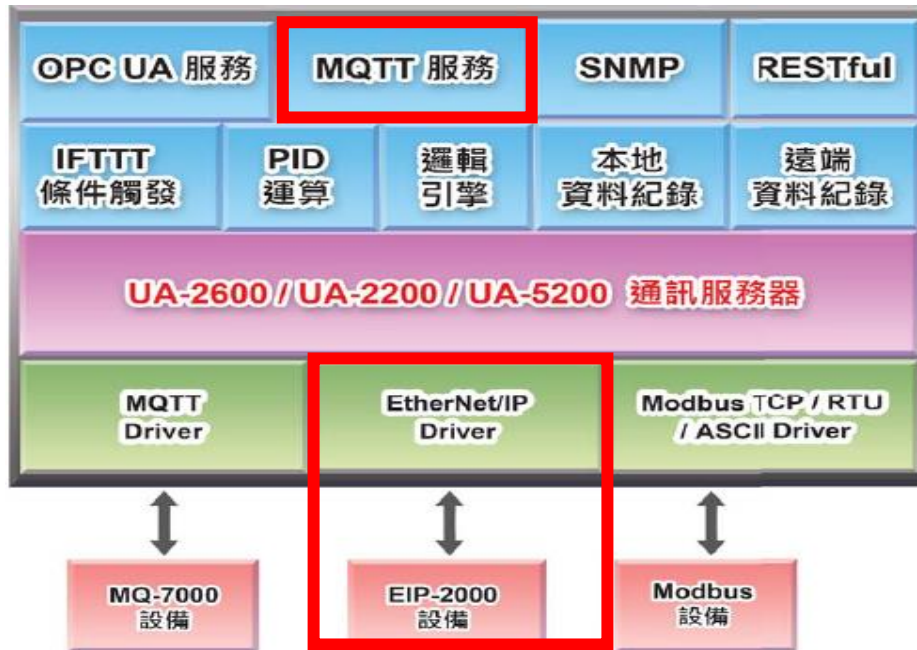 OPC UA 服務
MQTT 服務
SNMP
RESTful
IFTTT
條件觸發
PID
運算
邏輯
引擎
本地
資料紀錄
遠端
資料紀錄
UA-2600 / UA-2200 / UA-5200 通訊服務器
MQTT
Driver
EtherNet/IP
Driver
Modbus TCP / RTU
/ ASCII Driver
MQ-7000
設備
EIP-2000
設備
Modbus
設備